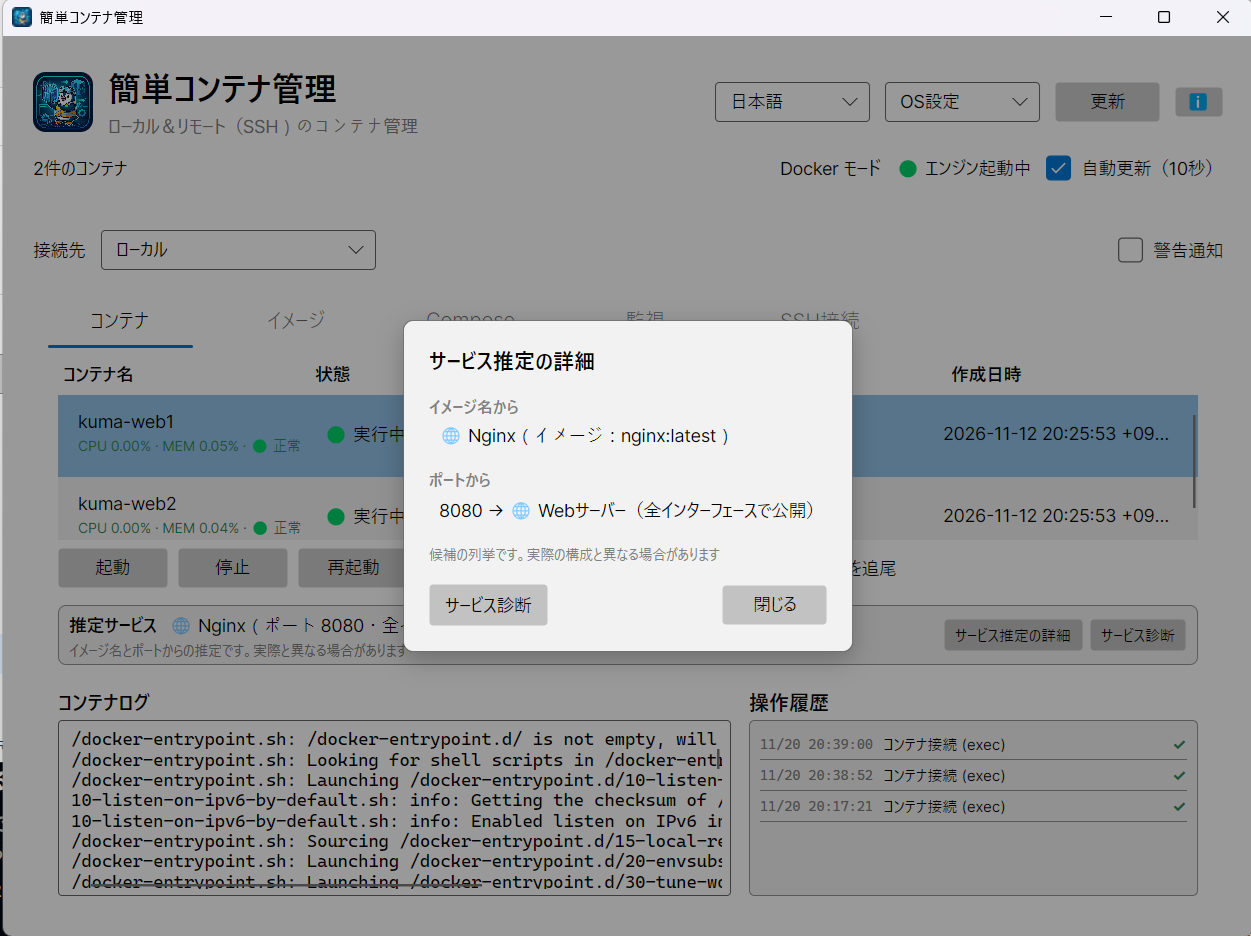 簡単コンテナ管理
簡単コンテナ管理
ローカル＆リモート（SSH）のコンテナ管理
日本語
OS設定
更新
2件のコンテナ
Docker モード
エンジン起動中
自動更新（10秒）
接続先
ローカル
警告通知
コンテナ
イメージ
Compose
監視
SSH接続
コンテナ名
状態
作成日時
kuma-web1
CPU 0.00%・MEM 0.05%・ 正常
実行中
2026-11-12 20:25:53 +09...
kuma-web2
CPU 0.00%・MEM 0.04%・ 正常
実行中
2026-11-12 20:25:53 +09...
起動
停止
再起動
を追尾
推定サービス
Nginx（ポート 8080・全
イメージ名とポートからの推定です。実際と異なる場合があります
サービス推定の詳細
サービス診断
サービス推定の詳細
イメージ名から
Nginx（イメージ：nginx:latest）
ポートから
8080 → Webサーバー（全インターフェースで公開）
候補の列挙です。実際の構成と異なる場合があります
サービス診断
閉じる
コンテナログ
/docker-entrypoint.sh: /docker-entrypoint.d/ is not empty, will
/docker-entrypoint.sh: Looking for shell scripts in /docker-entr
/docker-entrypoint.sh: Launching /docker-entrypoint.d/10-listen-
10-listen-on-ipv6-by-default.sh: info: Getting the checksum of /
10-listen-on-ipv6-by-default.sh: info: Enabled listen on IPv6 in
/docker-entrypoint.sh: Sourcing /docker-entrypoint.d/15-local-re
/docker-entrypoint.sh: Launching /docker-entrypoint.d/20-envsubs
/docker-entrypoint.sh: Launching /docker-entrypoint.d/30-tune-wo
操作履歴
11/20 20:39:00 コンテナ接続 (exec)
11/20 20:38:52 コンテナ接続 (exec)
11/20 20:17:21 コンテナ接続 (exec)